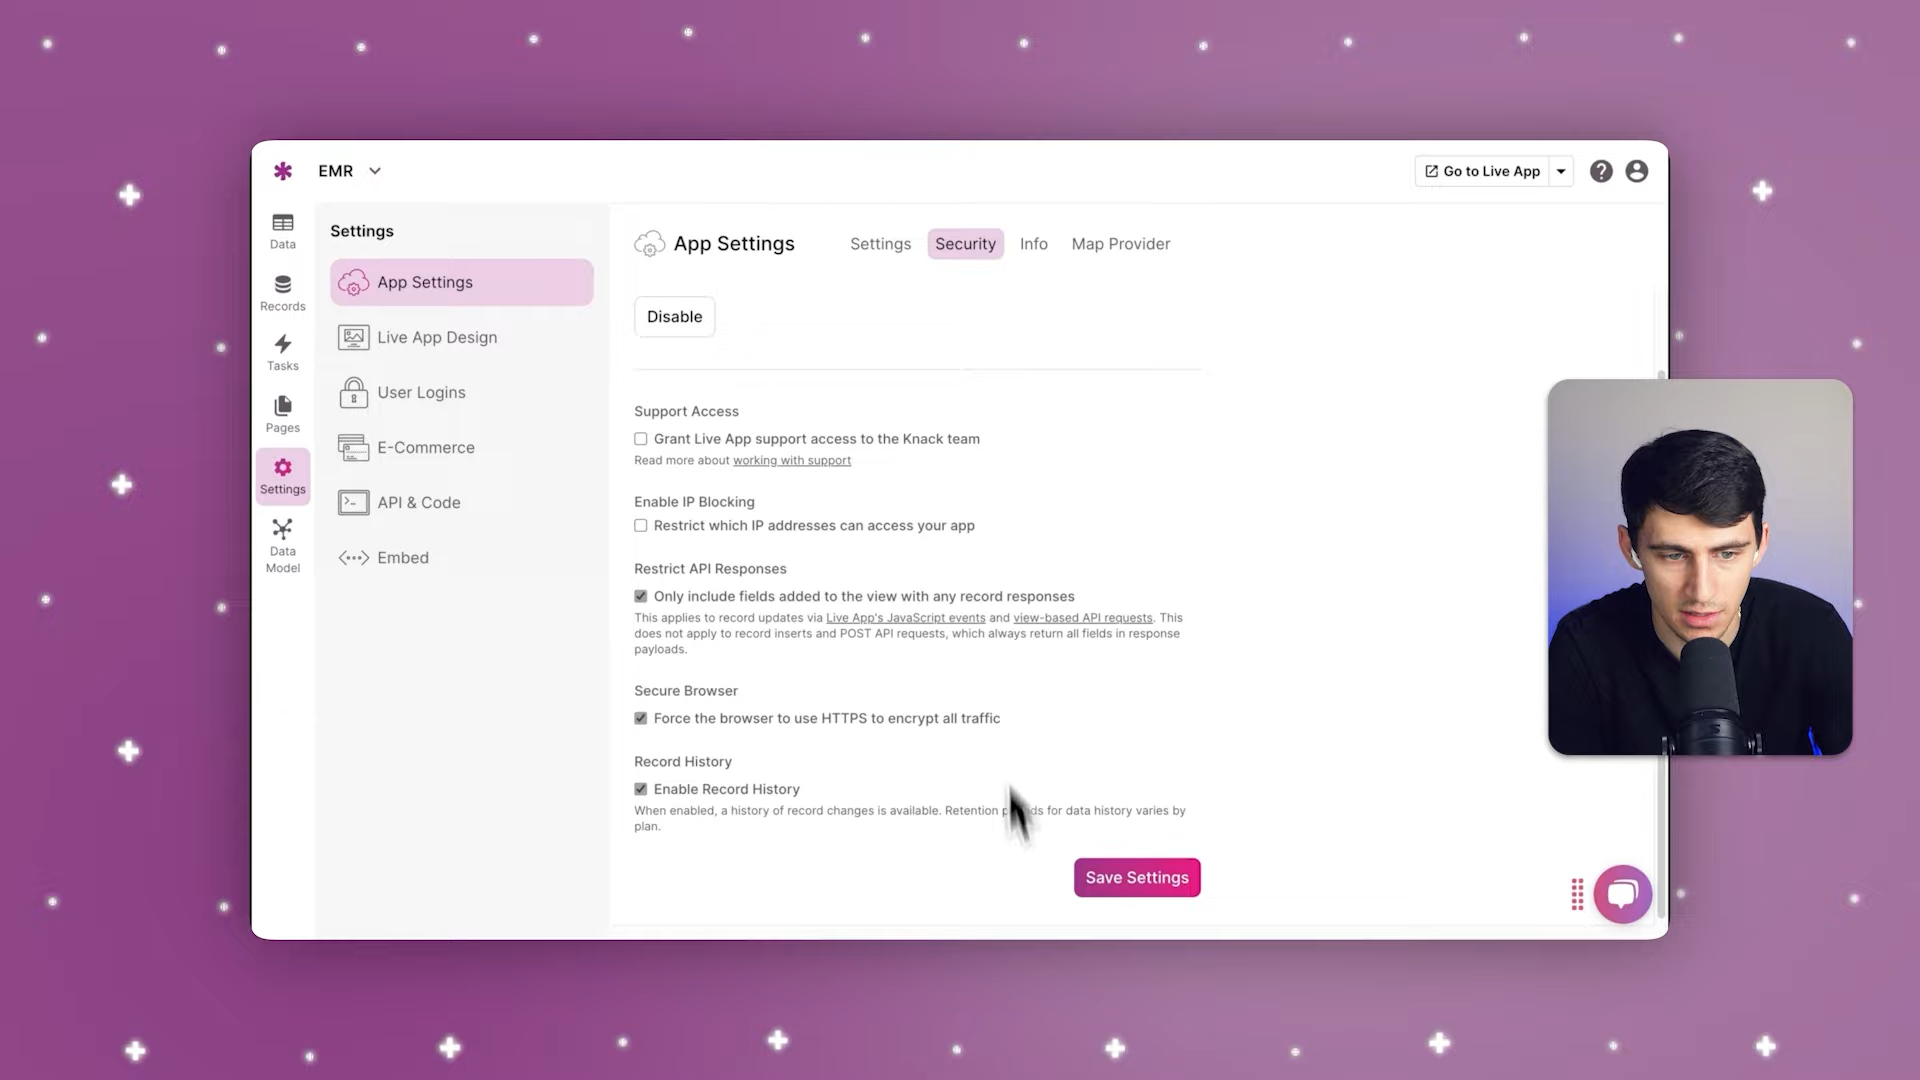 EMR
Go to Live App
Data
Records
Tasks
Pages
Settings
Data
Model
Settings
App Settings
Live App Design
User Logins
E-Commerce
API & Code
Embed
App Settings
Settings
Security
Info
Map Provider
Disable
Support Access
Grant Live App support access to the Knack team
Read more about working with support
Enable IP Blocking
Restrict which IP addresses can access your app
Restrict API Responses
Only include fields added to the view with any record responses
This applies to record updates via Live App's JavaScript events and view-based API requests. This
does not apply to record inserts and POST API requests, which always return all fields in response
payloads.
Secure Browser
Force the browser to use HTTPS to encrypt all traffic
Record History
Enable Record History
When enabled, a history of record changes is available. Retention for data history varies by
plan.
Save Settings